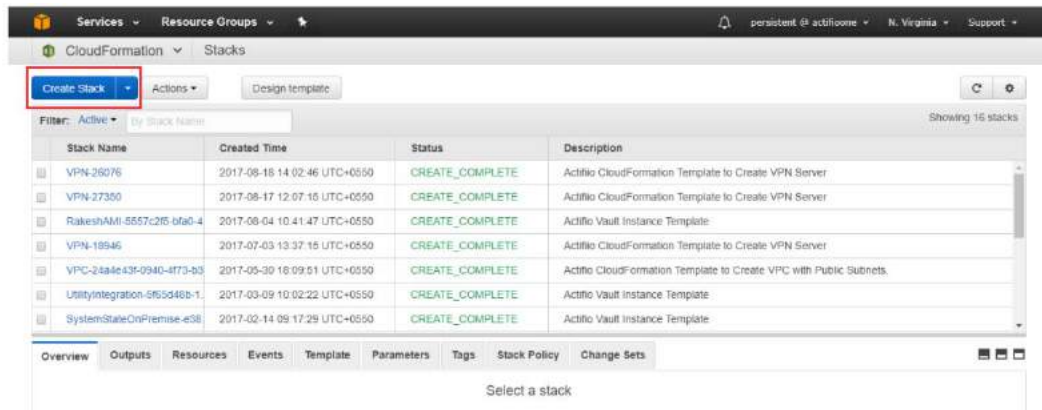 Services Resource Groups persistent @ actifioone N. Virginia Support
CloudFormation Stacks
Create Stack Actions Design template
Filter: Active By Stack Name Showing 16 stacks
Stack Name Created Time Status Description
VPN-26076 2017-08-18 14:02:46 UTC+0550 CREATE_COMPLETE Actifio CloudFormation Template to Create VPN Server
VPN-27350 2017-08-17 12:07:15 UTC+0550 CREATE_COMPLETE Actifio CloudFormation Template to Create VPN Server
RakeshAMI-5557c2f5-bfa0-4 2017-08-04 10:41:47 UTC+0550 CREATE_COMPLETE Actifio Vault Instance Template
VPN-18946 2017-07-03 13:37:15 UTC+0550 CREATE_COMPLETE Actifio CloudFormation Template to Create VPN Server
VPC-24a4e43f-0940-4f73-b3 2017-05-30 18:09:51 UTC+0550 CREATE_COMPLETE Actifio CloudFormation Template to Create VPC with Public Subnets.
UtilityIntegration-5f65d46b-1. 2017-03-09 10:02:22 UTC+0550 CREATE_COMPLETE Actifio Vault Instance Template
SystemStateOnPremise-e38. 2017-02-14 09:17:29 UTC+0550 CREATE_COMPLETE Actifio Vault Instance Template
Overview Outputs Resources Events Template Parameters Tags Stack Policy Change Sets
Select a stack